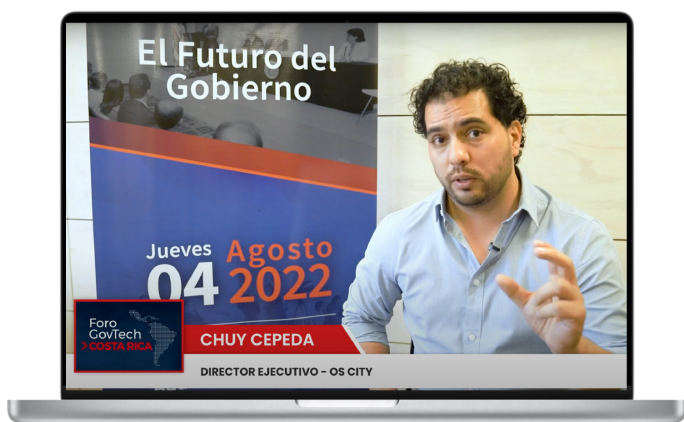 El Futuro del
Gobierno
Jueves Agosto
04 2022
Foro
GovTech
>COSTA RICA
CHUY CEPEDA
DIRECTOR EJECUTIVO - OS CITY